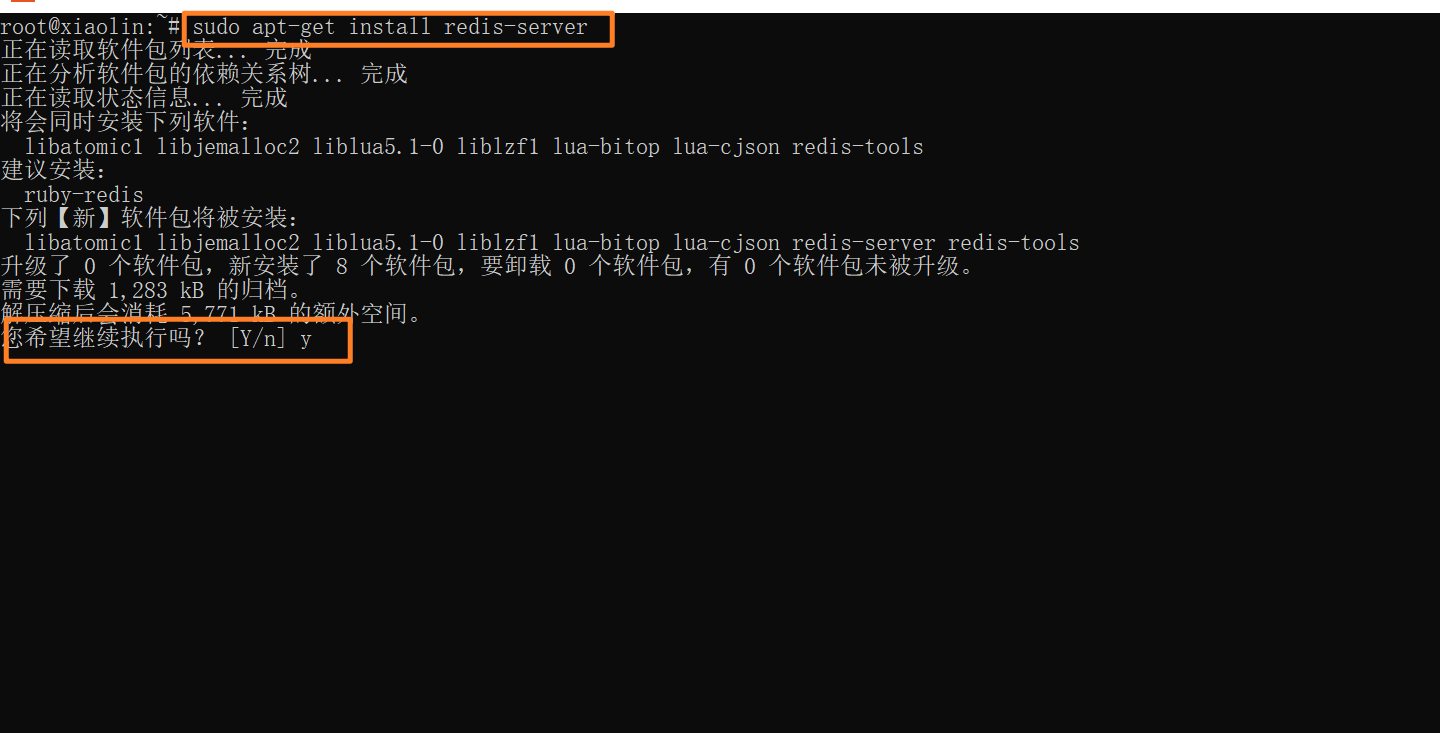 root@xiaolin:~# sudo apt-get install redis-server
正在读取软件包列表... 完成
正在分析软件包的依赖关系树... 完成
正在读取状态信息... 完成
将会同时安装下列软件：
  libatomic1 libjemalloc2 liblua5.1-0 liblzf1 lua-bitop lua-cjson redis-tools
建议安装：
  ruby-redis
下列【新】软件包将被安装：
  libatomic1 libjemalloc2 liblua5.1-0 liblzf1 lua-bitop lua-cjson redis-server redis-tools
升级了 0 个软件包，新安装了 8 个软件包，要卸载 0 个软件包，有 0 个软件包未被升级。
需要下载 1,283 kB 的归档。
解压缩后会消耗 5,771 kB 的额外空间。
您希望继续执行吗？ [Y/n] y